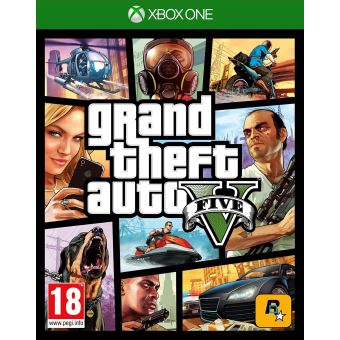 XBOX ONE
grand
theft
auto
V
FIVE
18
www.pegi.info
R